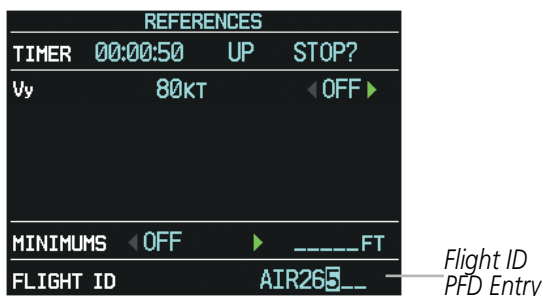 REFERENCES
TIMER 00:00:50 UP STOP?
Vy 80KT OFF
MINIMUMS OFF _____FT
FLIGHT ID AIR265__
Flight ID
PFD Entry